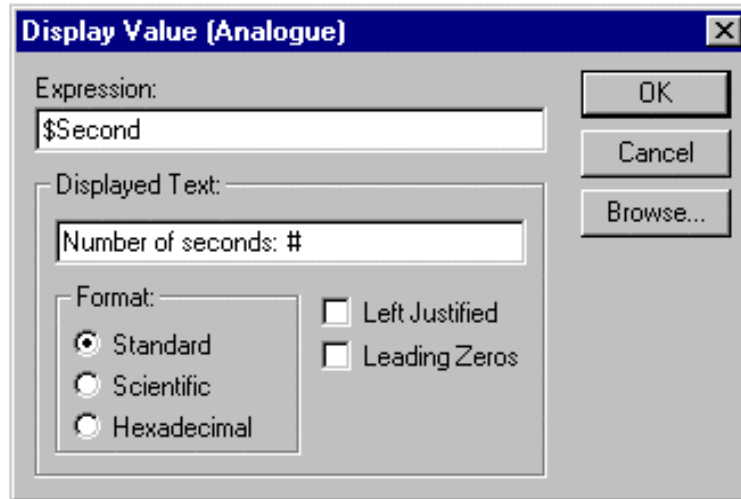 Display Value (Analogue)
Expression:
$Second
OK
Cancel
Browse...
Displayed Text:
Number of seconds: #
Format:
Standard
Scientific
Hexadecimal
Left Justified
Leading Zeros